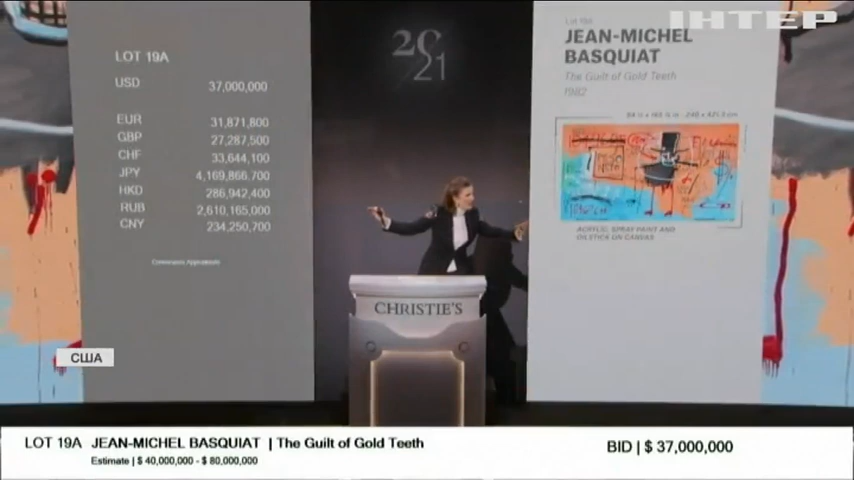 ІНТЕР
LOT 19A
USD 37,000,000
EUR 31,871,800
GBP 27,287,500
CHF 33,644,100
JPY 4,169,866,700
HKD 286,942,400
RUB 2,610,165,000
CNY 234,250,700
20
21
Lot 19A
JEAN-MICHEL
BASQUIAT
The Guilt of Gold Teeth
1982
ACRYLIC, SPRAY PAINT AND
OILSTICK ON CANVAS
CHRISTIE'S
США
LOT 19A JEAN-MICHEL BASQUIAT | The Guilt of Gold Teeth
Estimate | $ 40,000,000 - $ 80,000,000
BID | $ 37,000,000